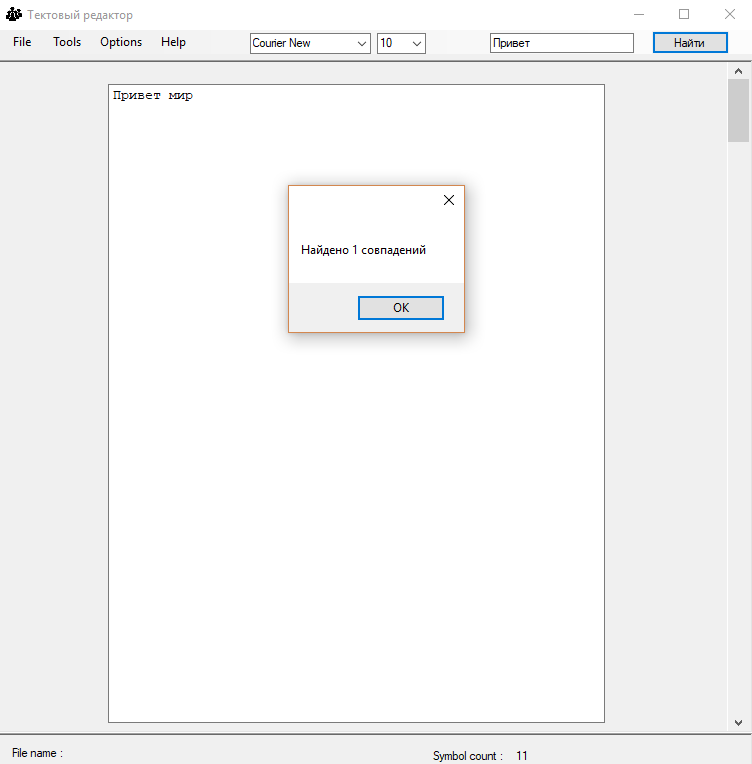 Тектовый редактор
File Tools Options Help Courier New 10 Привет Найти
Привет мир
Найдено 1 совпадений
OK
File name :
Symbol count : 11